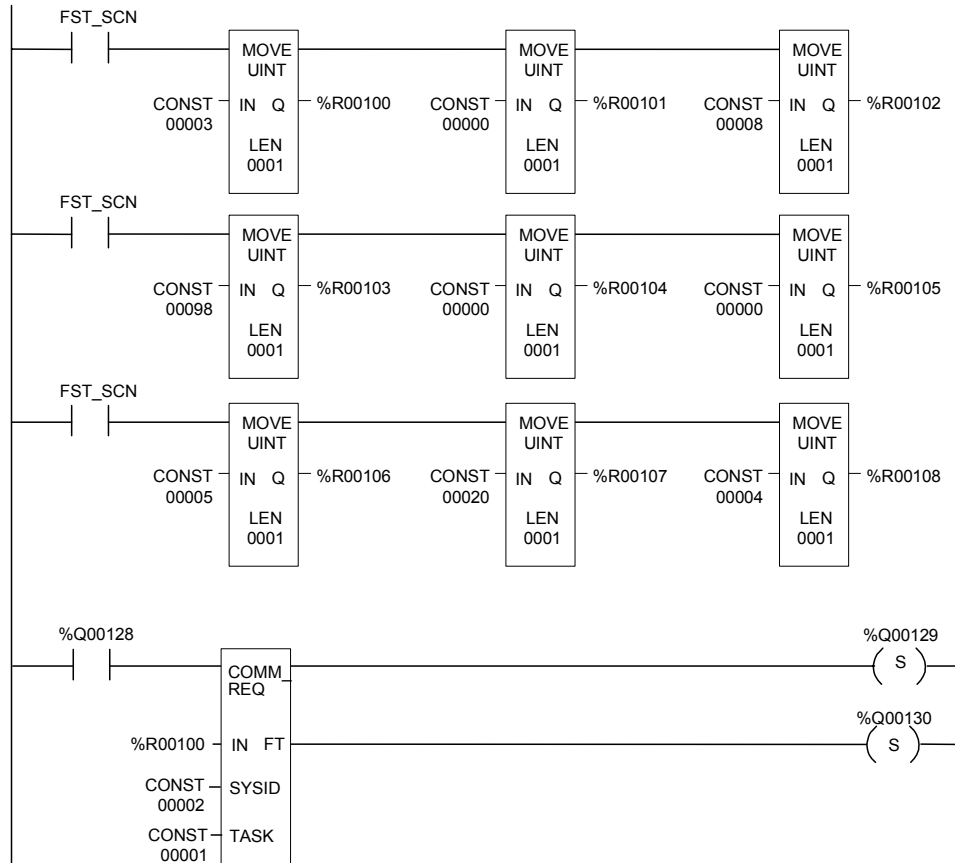 FST_SCN
MOVE MOVE MOVE
UINT UINT UINT
CONST IN Q %R00100 CONST IN Q %R00101 CONST IN Q %R00102
00003 00000 00008
LEN LEN LEN
0001 0001 0001
FST_SCN
MOVE MOVE MOVE
UINT UINT UINT
CONST IN Q %R00103 CONST IN Q %R00104 CONST IN Q %R00105
00098 00000 00000
LEN LEN LEN
0001 0001 0001
FST_SCN
MOVE MOVE MOVE
UINT UINT UINT
CONST IN Q %R00106 CONST IN Q %R00107 CONST IN Q %R00108
00005 00020 00004
LEN LEN LEN
0001 0001 0001
%Q00128 %Q00129
COMM_ S
REQ
%Q00130
%R00100 IN FT S
CONST SYSID
00002
CONST TASK
00001